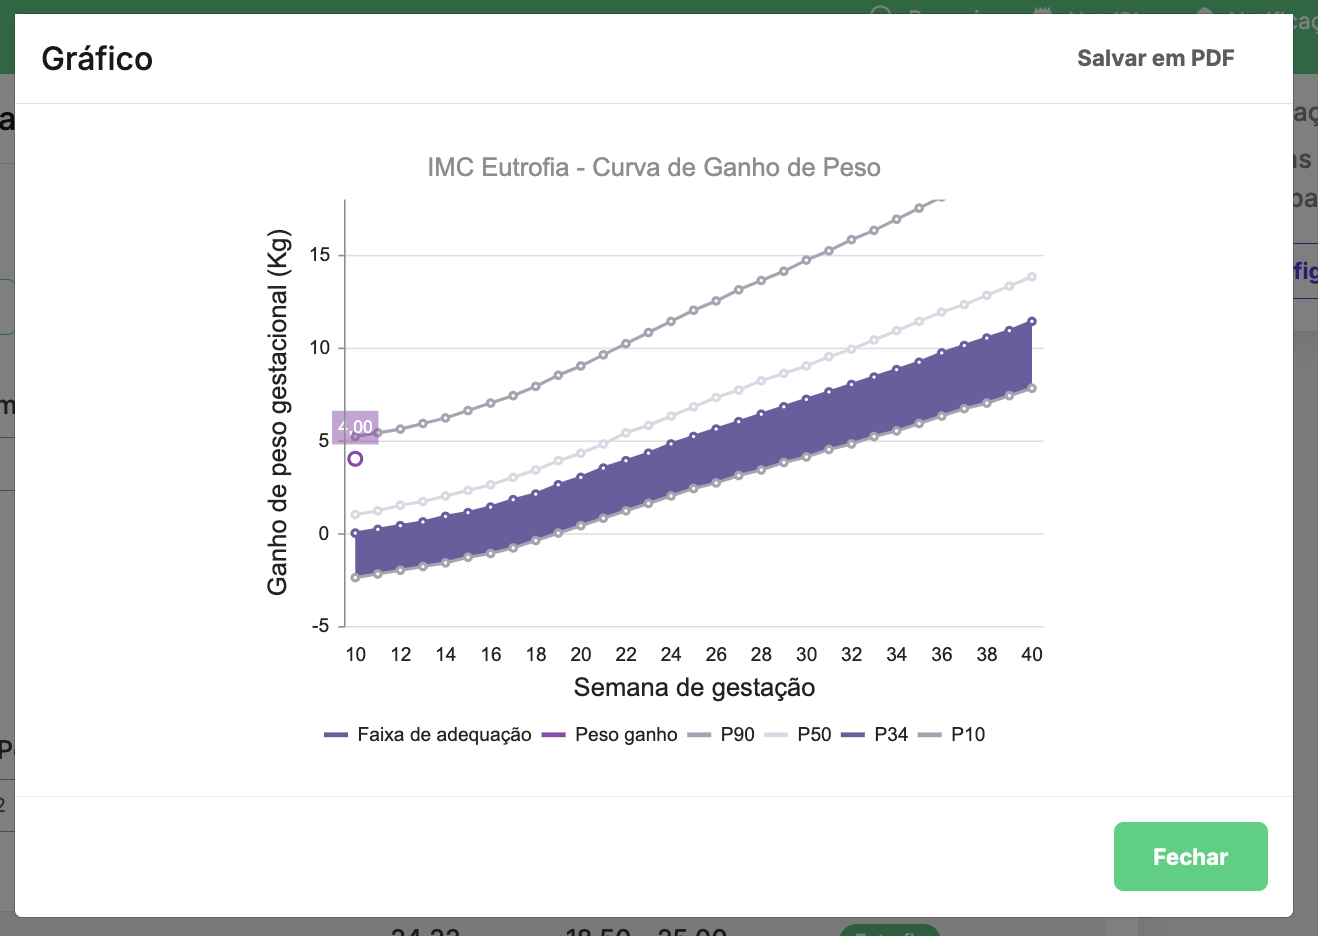 Gráfico
Salvar em PDF
IMC Eutrofia - Curva de Ganho de Peso
Ganho de peso gestacional (Kg)
15
10
5
0
-5
4,00
10 12 14 16 18 20 22 24 26 28 30 32 34 36 38 40
Semana de gestação
Faixa de adequação Peso ganho P90 P50 P34 P10
Fechar